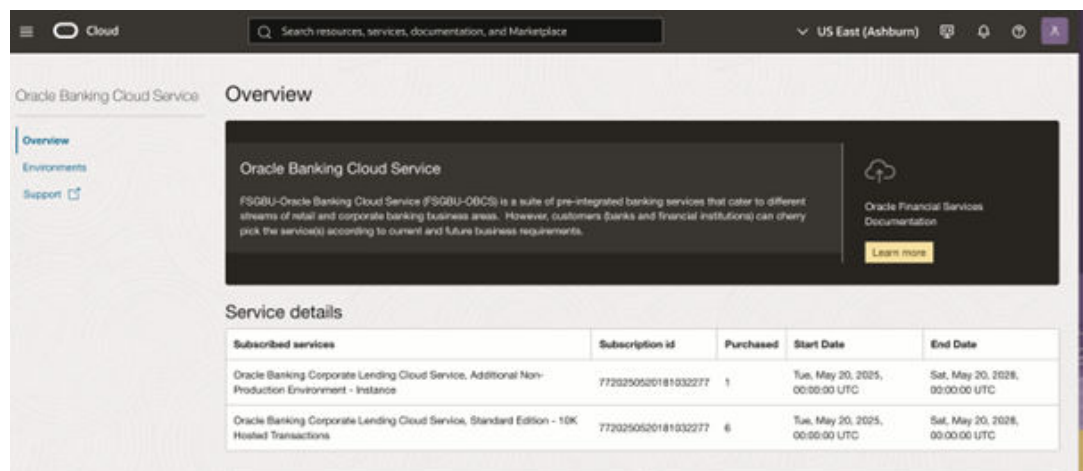 Cloud
Search resources, services, documentation, and Marketplace
US East (Ashburn)
Oracle Banking Cloud Service
Overview
Environments
Support
Overview
Oracle Banking Cloud Service
FSGBU-Oracle Banking Cloud Service (FSGBU-OBCS) is a suite of pre-integrated banking services that cater to different
streams of retail and corporate banking business areas. However, customers (banks and financial institutions) can cherry
pick the service(s) according to current and future business requirements.
Oracle Financial Services
Documentation
Learn more
Service details
Subscribed services Subscription id Purchased Start Date End Date
Oracle Banking Corporate Lending Cloud Service, Additional Non-
Production Environment - Instance
7720250520181032277 1
Tue, May 20, 2025,
00:00:00 UTC
Sat, May 20, 2028,
00:00:00 UTC
Oracle Banking Corporate Lending Cloud Service, Standard Edition - 10K
Hosted Transactions
7720250520181032277 6
Tue, May 20, 2025,
00:00:00 UTC
Sat, May 20, 2028,
00:00:00 UTC